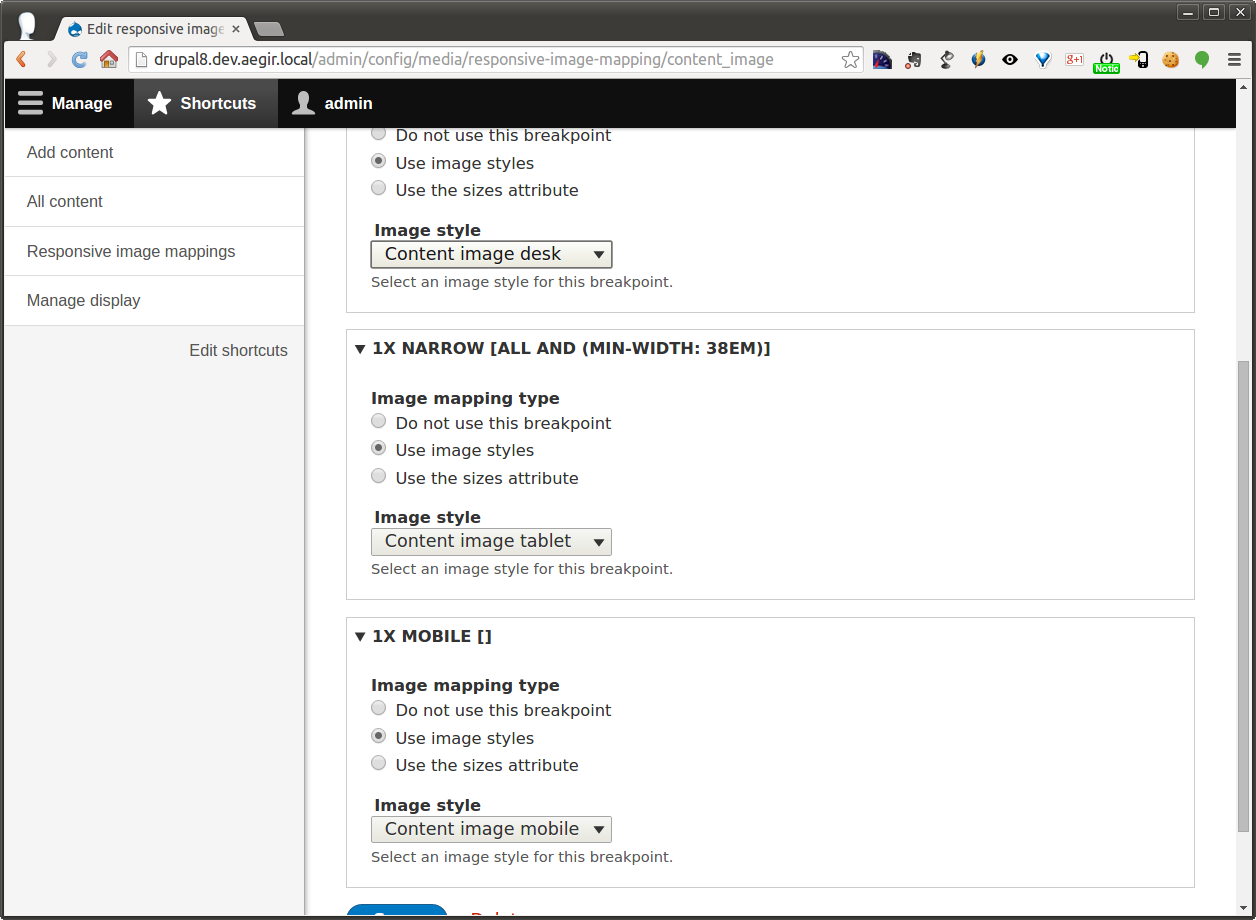 Edit responsive image
drupal8.dev.aegir.local/admin/config/media/responsive-image-mapping/content_image
g+1
Notic
Manage
Shortcuts
admin
Add content
All content
Responsive image mappings
Manage display
Edit shortcuts
Do not use this breakpoint
Use image styles
Use the sizes attribute
Image style
Content image desk
Select an image style for this breakpoint.
1X NARROW [ALL AND (MIN-WIDTH: 38EM)]
Image mapping type
Do not use this breakpoint
Use image styles
Use the sizes attribute
Image style
Content image tablet
Select an image style for this breakpoint.
1X MOBILE []
Image mapping type
Do not use this breakpoint
Use image styles
Use the sizes attribute
Image style
Content image mobile
Select an image style for this breakpoint.